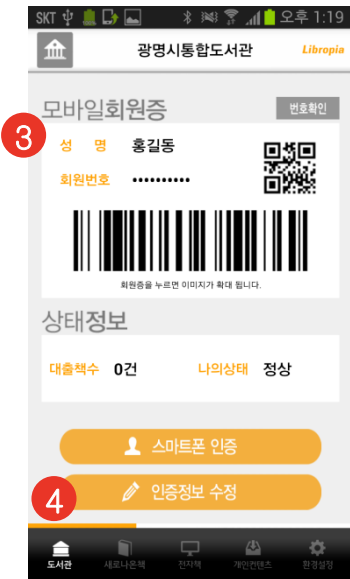 SKT 오후 1:19
광명시통합도서관 Libropia
모바일회원증 번호확인
3
성 명 홍길동
회원번호 ••••••••••
회원증을 누르면 이미지가 확대 됩니다.
상태정보
대출책수 0건 나의상태 정상
스마트폰 인증
4
인증정보 수정
도서관 새로나온책 전자책 개인컨텐츠 환경설정